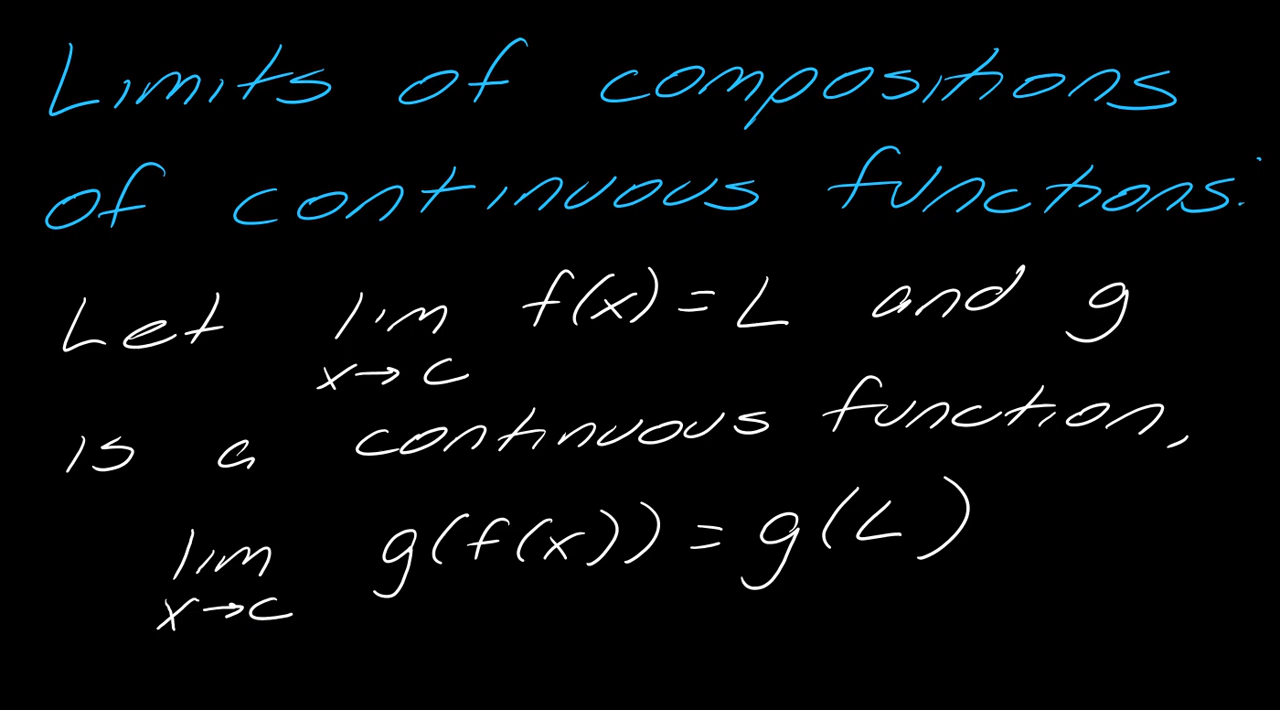 Limits of compositions
of continuous functions:
Let lim f(x) = L and g
x→c
is a continuous function,
lim g(f(x)) = g(L)
x→c